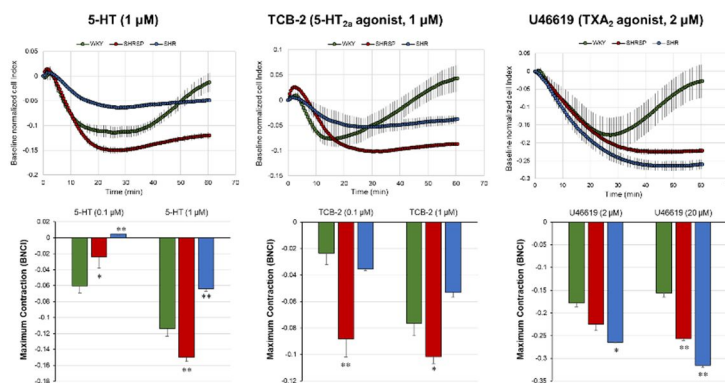 5-HT (1 µM)
TCB-2 (5-HT2a agonist, 1 µM)
U46619 (TXA2 agonist, 2 µM)
WKY SHRSP SHR
WKY SHRSP SHR
WKY SHRSP SHR
Baseline normalized cell Index
0.05
0
-0.05
-0.1
-0.15
-0.2
0 10 20 30 40 50 60 70
Time (min)
Baseline normalized cell Index
0.1
0.05
0
-0.05
-0.1
-0.15
0 10 20 30 40 50 60 70
Time (min)
Baseline normalized cell Index
0.05
0
-0.05
-0.1
-0.15
-0.2
-0.25
-0.3
0 10 20 30 40 50 60 70
Time (min)
5-HT (0.1 µM) 5-HT (1 µM)
Maximum Contraction (BNCI)
0.02
0
-0.02
-0.04
-0.06
-0.08
-0.1
-0.12
-0.14
-0.16
-0.18
* ** ** **
TCB-2 (0.1 µM) TCB-2 (1 µM)
Maximum Contraction (BNCI)
0
-0.02
-0.04
-0.06
-0.08
-0.1
-0.12
** *
U46619 (2 µM) U46619 (20 µM)
Maximum Contraction (BNCI)
0
-0.05
-0.1
-0.15
-0.2
-0.25
-0.3
-0.35
* ** **